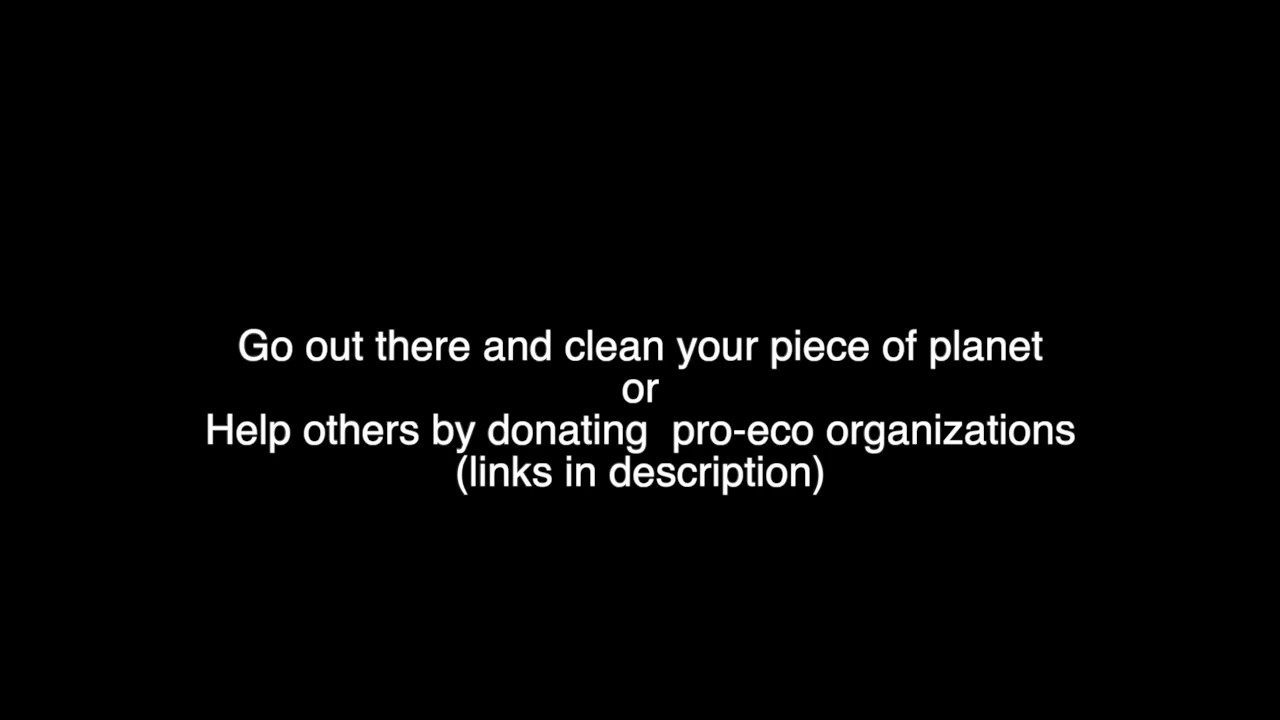 Go out there and clean your piece of planet
or
Help others by donating  pro-eco organizations
(links in description)